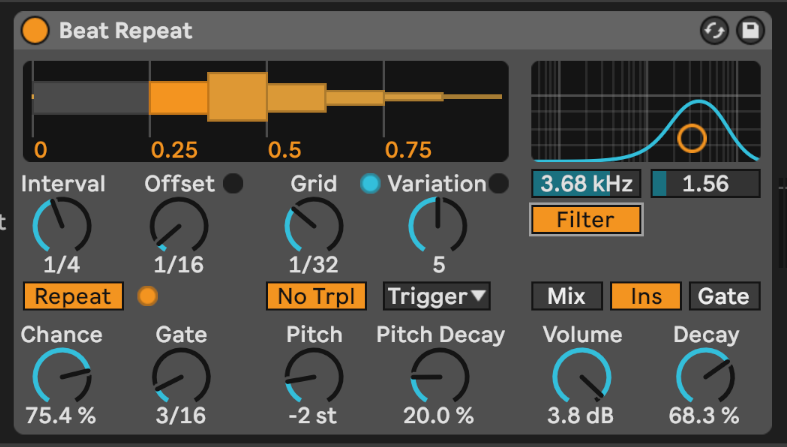 Beat Repeat
0 0.25 0.5 0.75
Interval Offset Grid Variation
3.68 kHz 1.56
Filter
1/4 1/16 1/32 5
Repeat No Trpl Trigger Mix Ins Gate
Chance Gate Pitch Pitch Decay Volume Decay
75.4 % 3/16 -2 st 20.0 % 3.8 dB 68.3 %